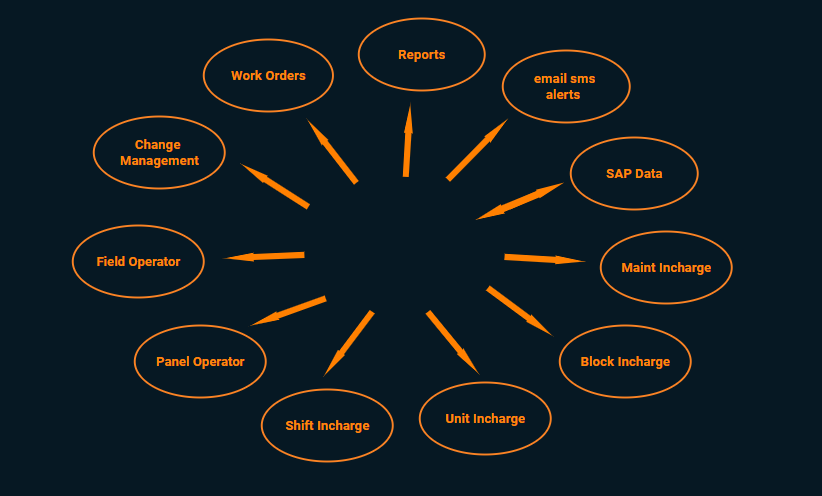 Reports
Work Orders
email sms
alerts
Change
Management
SAP Data
Field Operator
Maint Incharge
Panel Operator
Block Incharge
Shift Incharge
Unit Incharge